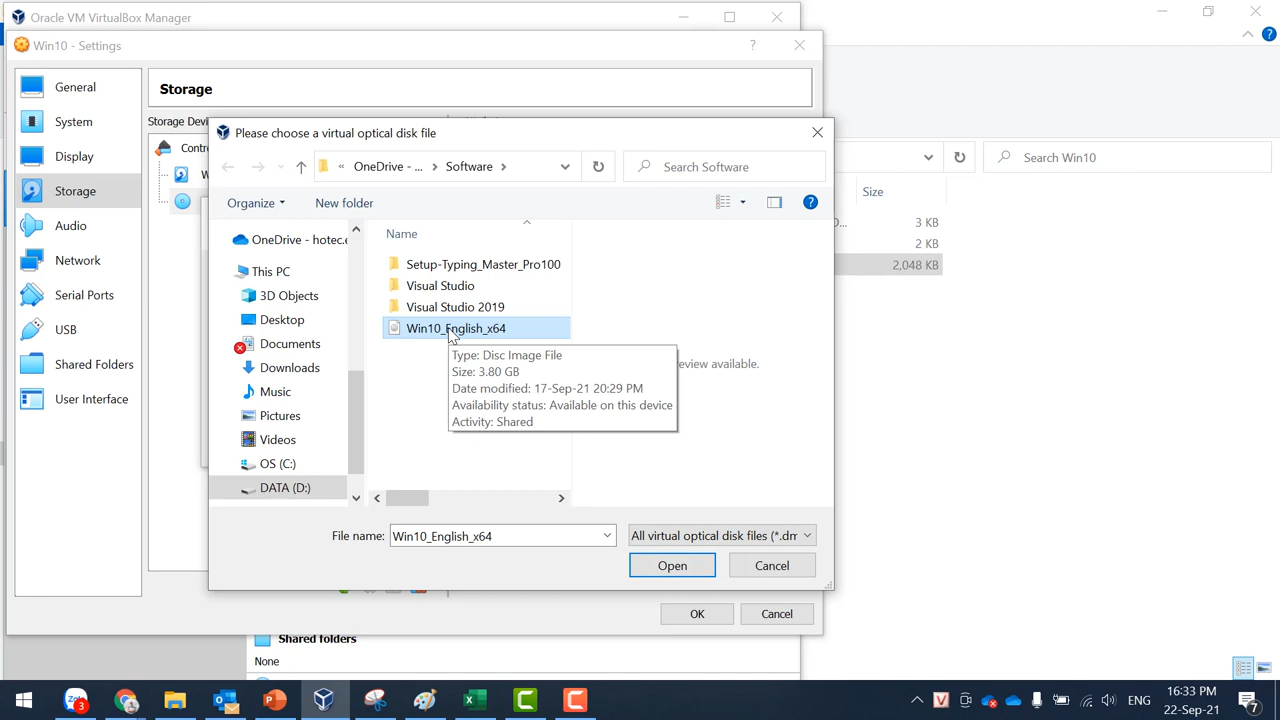 Oracle VM VirtualBox Manager
Win10 - Settings
?
General
System
Display
Storage
Audio
Network
Serial Ports
USB
Shared Folders
User Interface
Storage
Storage Devi
Contr
Please choose a virtual optical disk file
« OneDrive - ... > Software >
Search Software
Organize
New folder
OneDrive - hotec.e
This PC
3D Objects
Desktop
Documents
Downloads
Music
Pictures
Videos
OS (C:)
DATA (D:)
Name
Setup-Typing_Master_Pro100
Visual Studio
Visual Studio 2019
Win10_English_x64
Type: Disc Image File
Size: 3.80 GB
Date modified: 17-Sep-21 20:29 PM
Availability status: Available on this device
Activity: Shared
review available.
File name:
Win10_English_x64
All virtual optical disk files (*.dm
Open
Cancel
OK
Cancel
Shared folders
None
Search Win10
Size
3 KB
2 KB
2,048 KB
ENG
16:33 PM
22-Sep-21
7